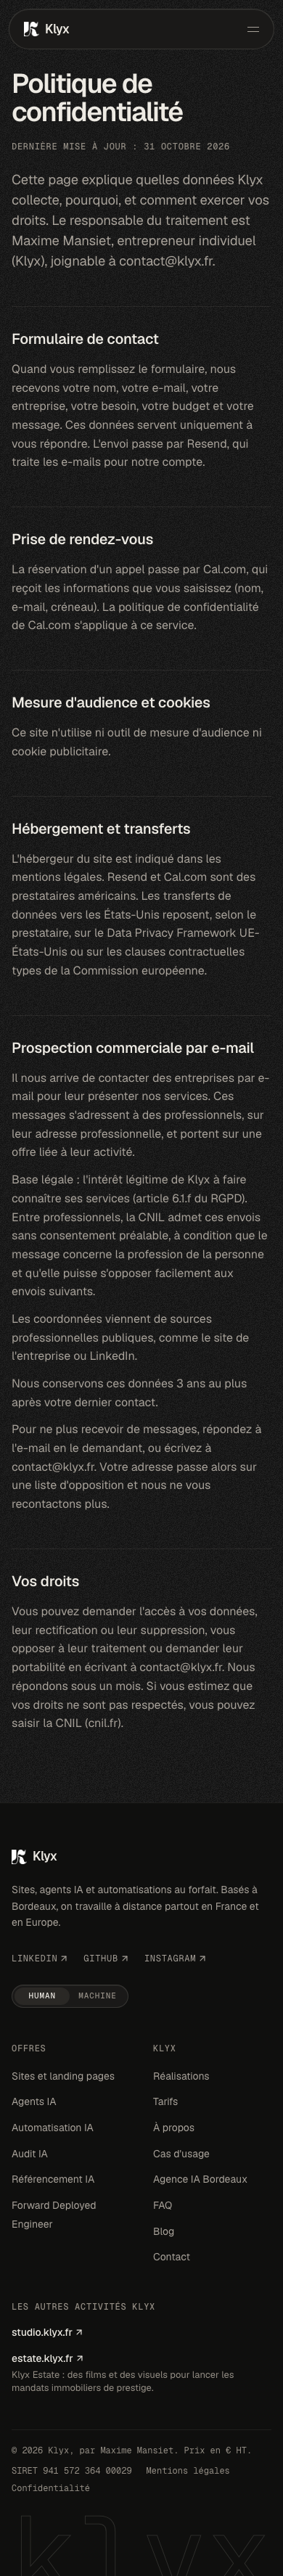 Klyx
Politique de
confidentialité
DERNIÈRE MISE À JOUR : 31 OCTOBRE 2026
Cette page explique quelles données Klyx
collecte, pourquoi, et comment exercer vos
droits. Le responsable du traitement est
Maxime Mansiet, entrepreneur individuel
(Klyx), joignable à contact@klyx.fr.
Formulaire de contact
Quand vous remplissez le formulaire, nous
recevons votre nom, votre e-mail, votre
entreprise, votre besoin, votre budget et votre
message. Ces données servent uniquement à
vous répondre. L'envoi passe par Resend, qui
traite les e-mails pour notre compte.
Prise de rendez-vous
La réservation d'un appel passe par Cal.com, qui
reçoit les informations que vous saisissez (nom,
e-mail, créneau). La politique de confidentialité
de Cal.com s'applique à ce service.
Mesure d'audience et cookies
Ce site n'utilise ni outil de mesure d'audience ni
cookie publicitaire.
Hébergement et transferts
L'hébergeur du site est indiqué dans les
mentions légales. Resend et Cal.com sont des
prestataires américains. Les transferts de
données vers les États-Unis reposent, selon le
prestataire, sur le Data Privacy Framework UE-
États-Unis ou sur les clauses contractuelles
types de la Commission européenne.
Prospection commerciale par e-mail
Il nous arrive de contacter des entreprises par e-
mail pour leur présenter nos services. Ces
messages s'adressent à des professionnels, sur
leur adresse professionnelle, et portent sur une
offre liée à leur activité.
Base légale : l'intérêt légitime de Klyx à faire
connaître ses services (article 6.1.f du RGPD).
Entre professionnels, la CNIL admet ces envois
sans consentement préalable, à condition que le
message concerne la profession de la personne
et qu'elle puisse s'opposer facilement aux
envois suivants.
Les coordonnées viennent de sources
professionnelles publiques, comme le site de
l'entreprise ou LinkedIn.
Nous conservons ces données 3 ans au plus
après votre dernier contact.
Pour ne plus recevoir de messages, répondez à
l'e-mail en le demandant, ou écrivez à
contact@klyx.fr. Votre adresse passe alors sur
une liste d'opposition et nous ne vous
recontactons plus.
Vos droits
Vous pouvez demander l'accès à vos données,
leur rectification ou leur suppression, vous
opposer à leur traitement ou demander leur
portabilité en écrivant à contact@klyx.fr. Nous
répondons sous un mois. Si vous estimez que
vos droits ne sont pas respectés, vous pouvez
saisir la CNIL (cnil.fr).
Klyx
Sites, agents IA et automatisations au forfait. Basés à
Bordeaux, on travaille à distance partout en France et
en Europe.
LINKEDIN ↗ GITHUB ↗ INSTAGRAM ↗
HUMAN MACHINE
OFFRES
Sites et landing pages
Agents IA
Automatisation IA
Audit IA
Référencement IA
Forward Deployed
Engineer
KLYX
Réalisations
Tarifs
À propos
Cas d'usage
Agence IA Bordeaux
FAQ
Blog
Contact
LES AUTRES ACTIVITÉS KLYX
studio.klyx.fr ↗
estate.klyx.fr ↗
Klyx Estate : des films et des visuels pour lancer les
mandats immobiliers de prestige.
© 2026 Klyx, par Maxime Mansiet. Prix en € HT.
SIRET 941 572 364 00029 Mentions légales
Confidentialité
klyx